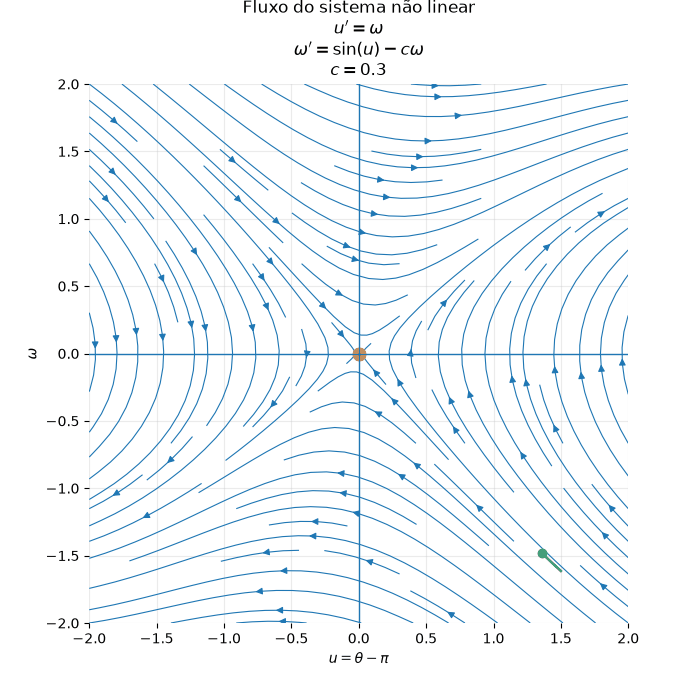 Fluxo do sistema não linear
u′ = ω
ω′ = sin(u) − cω
c = 0.3
2.0
1.5
1.0
0.5
0.0
−0.5
−1.0
−1.5
−2.0
ω
−2.0 −1.5 −1.0 −0.5 0.0 0.5 1.0 1.5 2.0
u = θ − π